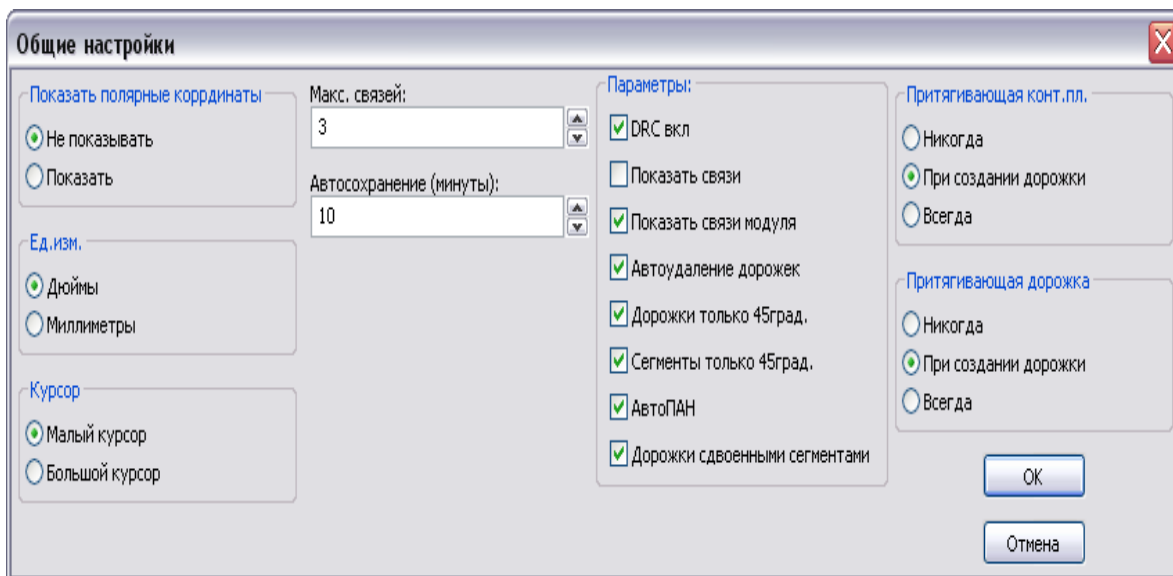 Общие настройки
Показать полярные коррдинаты
Не показывать
Показать
Ед.изм.
Дюймы
Миллиметры
Курсор
Малый курсор
Большой курсор
Макс. связей:
3
Автосохранение (минуты):
10
Параметры:
DRC вкл
Показать связи
Показать связи модуля
Автоудаление дорожек
Дорожки только 45град.
Сегменты только 45град.
АвтоПАН
Дорожки сдвоенными сегментами
Притягивающая конт.пл.
Никогда
При создании дорожки
Всегда
Притягивающая дорожка
Никогда
При создании дорожки
Всегда
OK
Отмена